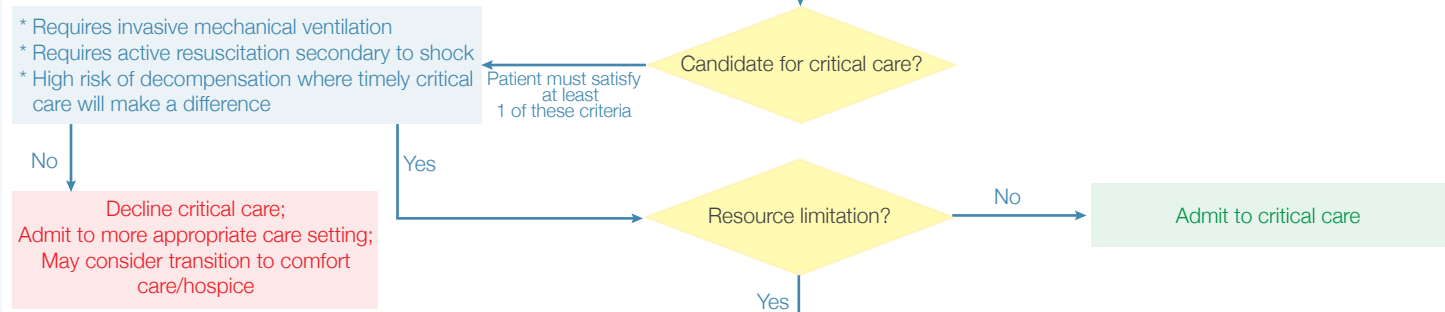 * Requires invasive mechanical ventilation
* Requires active resuscitation secondary to shock
* High risk of decompensation where timely critical
care will make a difference
Candidate for critical care?
Patient must satisfy
at least
1 of these criteria
No
Yes
Decline critical care;
Admit to more appropriate care setting;
May consider transition to comfort
care/hospice
Resource limitation?
No
Admit to critical care
Yes